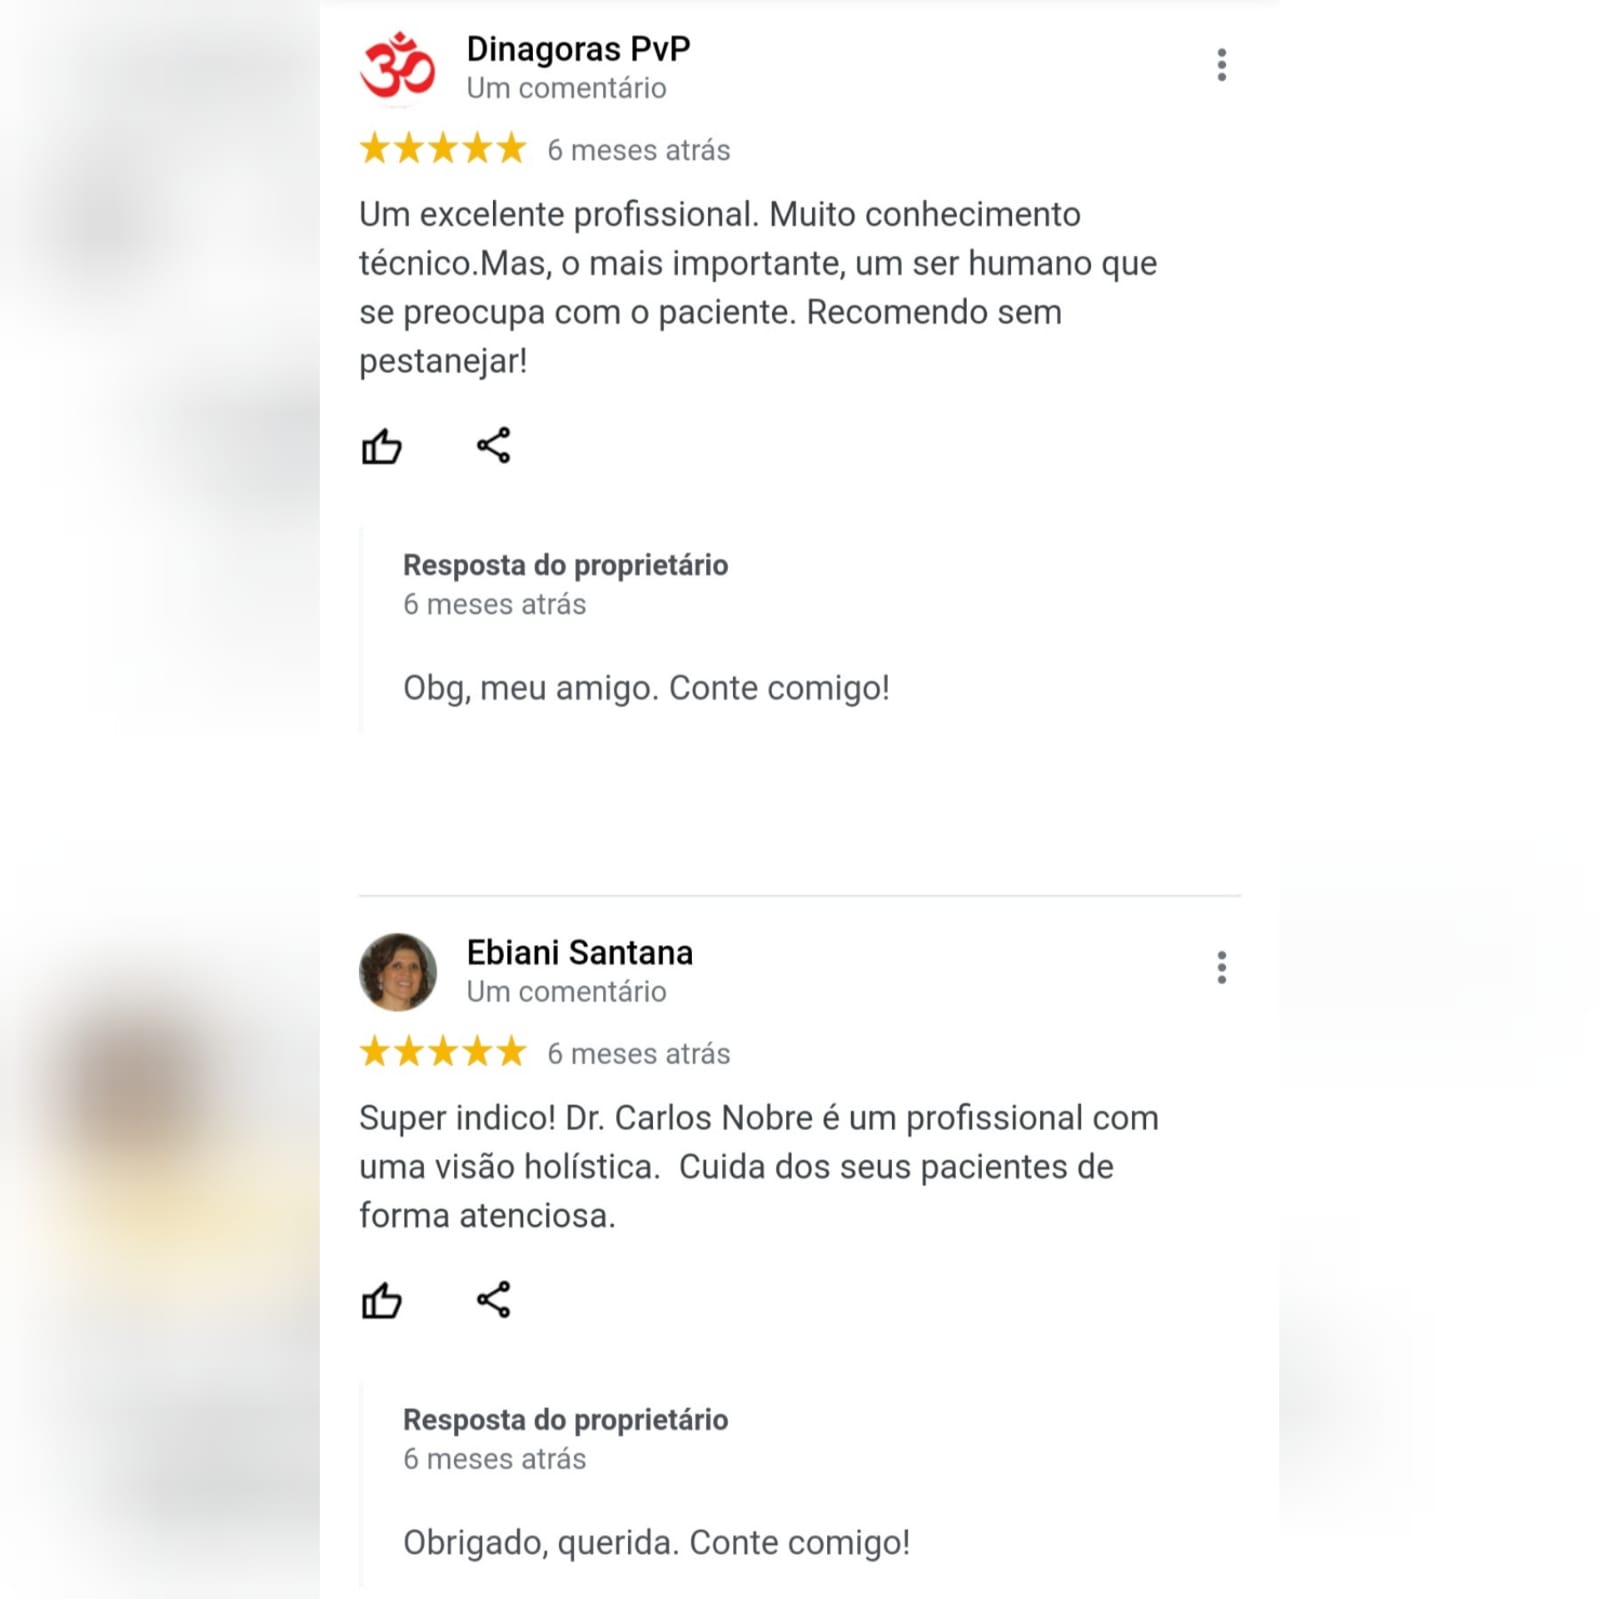 Dinagoras PvP
Um comentário
6 meses atrás
Um excelente profissional. Muito conhecimento
técnico.Mas, o mais importante, um ser humano que
se preocupa com o paciente. Recomendo sem
pestanejar!
Resposta do proprietário
6 meses atrás
Obg, meu amigo. Conte comigo!
Ebiani Santana
Um comentário
6 meses atrás
Super indico! Dr. Carlos Nobre é um profissional com
uma visão holística.  Cuida dos seus pacientes de
forma atenciosa.
Resposta do proprietário
6 meses atrás
Obrigado, querida. Conte comigo!